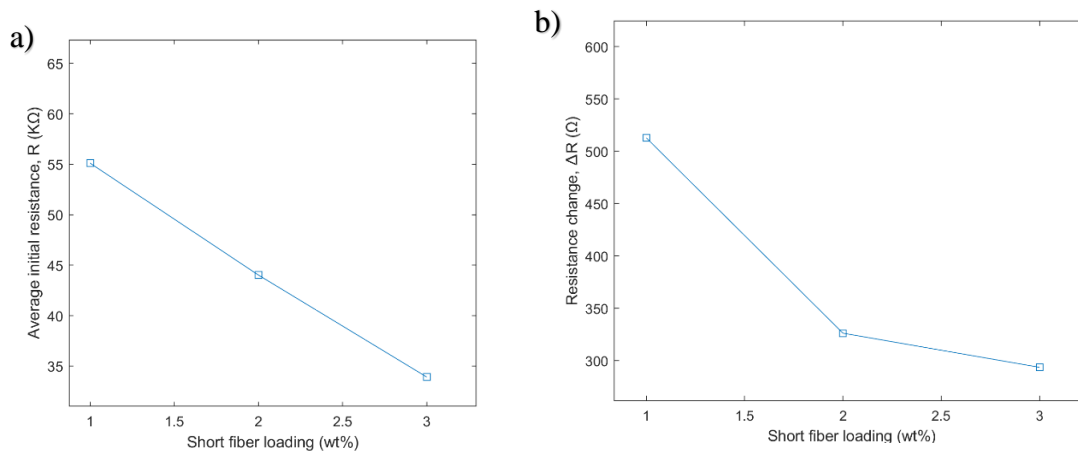 a)
Average initial resistance, R (KΩ)
65
60
55
50
45
40
35
1 1.5 2 2.5 3
Short fiber loading (wt%)
b)
Resistance change, ΔR (Ω)
600
550
500
450
400
350
300
1 1.5 2 2.5 3
Short fiber loading (wt%)